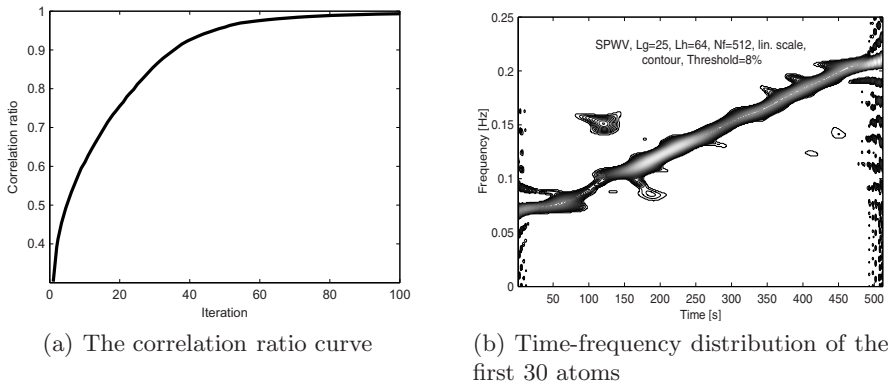 1
0.9
0.8
0.7
0.6
0.5
0.4
0 20 40 60 80 100
Correlation ratio
Iteration
(a) The correlation ratio curve
SPWV, Lg=25, Lh=64, Nf=512, lin. scale,
contour, Threshold=8%
0.25
0.2
0.15
0.1
0.05
0
50 100 150 200 250 300 350 400 450 500
Frequency [Hz]
Time [s]
(b) Time-frequency distribution of the
first 30 atoms